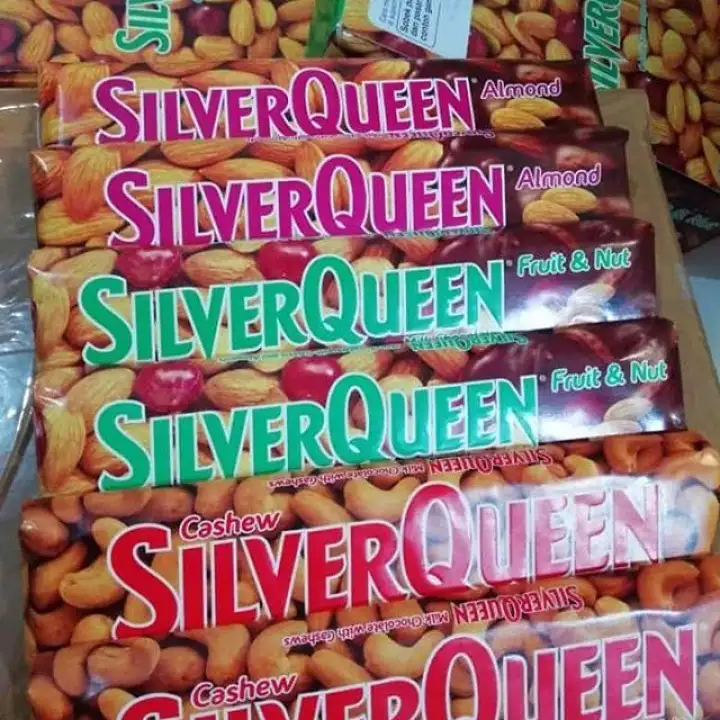 SILVERQUEEN Almond
SILVERQUEEN Almond
SILVERQUEEN Fruit & Nut
SILVERQUEEN Fruit & Nut
SILVERQUEEN Milk Chocolate with Cashews
Cashew
SILVERQUEEN
SILVERQUEEN Milk Chocolate with Cashews
Cashew
SILVERQUEEN